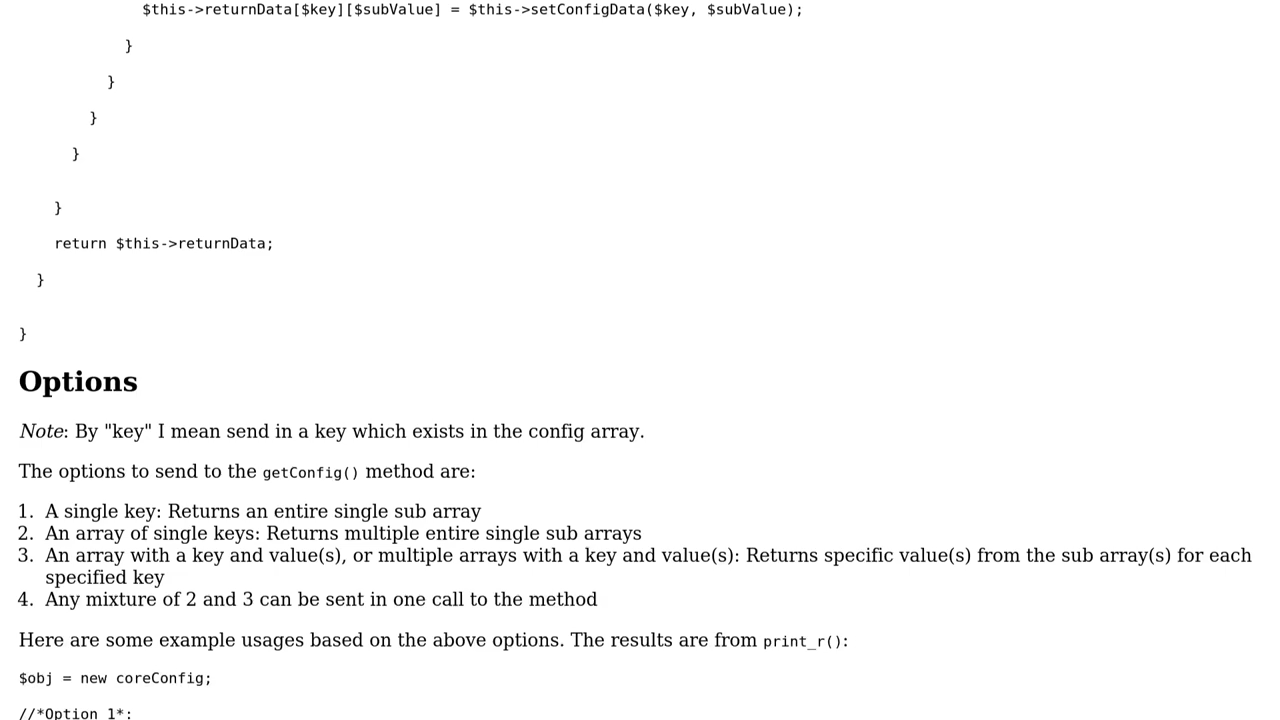 $this->returnData[$key][$subValue] = $this->setConfigData($key, $subValue);
}
}
}
}
}
return $this->returnData;
}
}
Options
Note: By "key" I mean send in a key which exists in the config array.
The options to send to the getConfig() method are:
1. A single key: Returns an entire single sub array
2. An array of single keys: Returns multiple entire single sub arrays
3. An array with a key and value(s), or multiple arrays with a key and value(s): Returns specific value(s) from the sub array(s) for each
specified key
4. Any mixture of 2 and 3 can be sent in one call to the method
Here are some example usages based on the above options. The results are from print_r():
$obj = new coreConfig;
//*Option 1*: